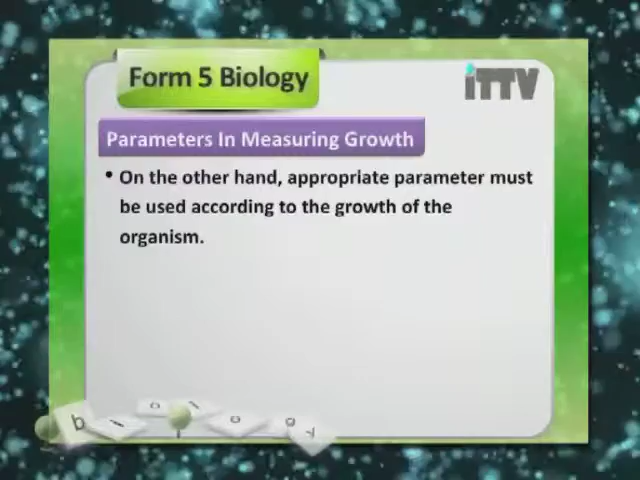 Form 5 Biology
iTTV
Parameters In Measuring Growth
• On the other hand, appropriate parameter must
be used according to the growth of the
organism.
b i o l o g y